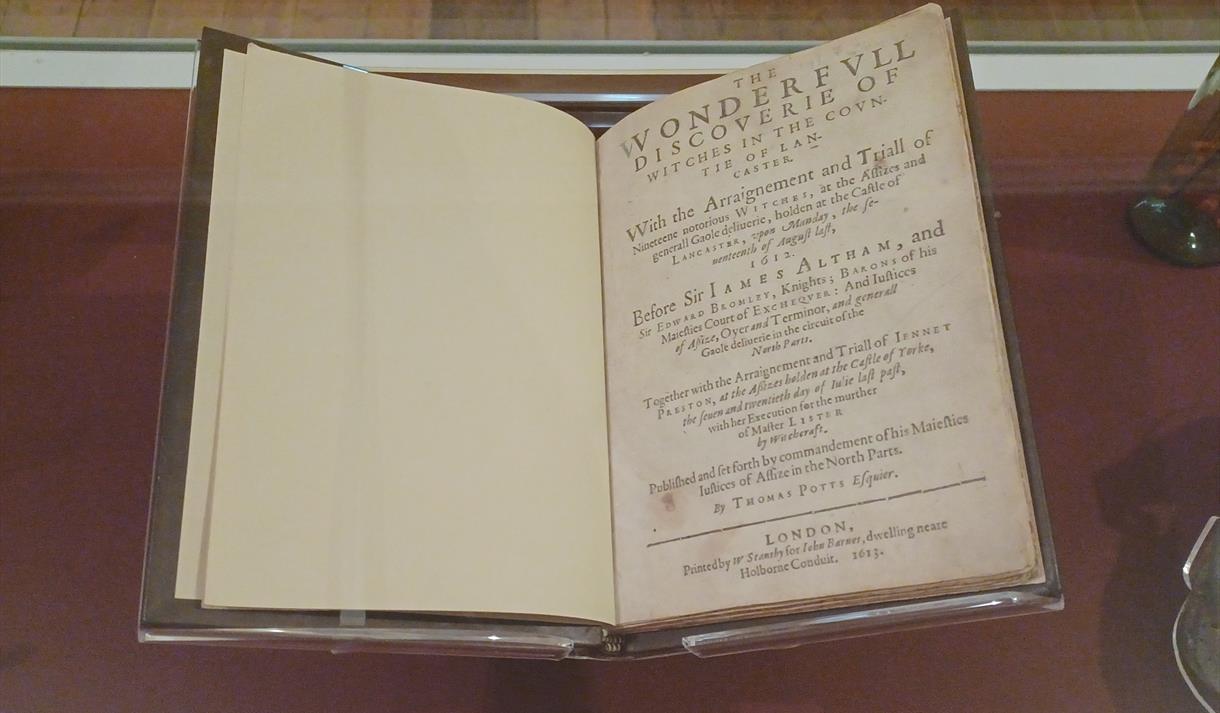 THE
WONDERFVLL
DISCOVERIE OF
WITCHES IN THE COVN-
TIE OF LAN-
CASTER.
With the Arraignement and Triall of
Nineteene notorious WITCHES, at the Aſsizes and
generall Gaole deliuerie, holden at the Caſtle of
LANCASTER, vpon Munday, the ſe-
uenteenth of Auguſt laſt,
1612.
Before Sir IAMES ALTHAM, and
Sir EDWARD BROMLEY, Knights; BARONS of his
Maieſties Court of EXCHEQVER: And Iuſtices
of Aſsize, Oyer and Terminor, and generall
Gaole deliuerie in the circuit of the
North Parts.
Together with the Arraignement and Triall of IENNET
PRESTON, at the Aſsizes holden at the Caſtle of Yorke,
the ſeuen and twentieth day of Iulie laſt paſt,
with her Execution for the murther
of Maſter LISTER
by Witchcraft.
Publiſhed and ſet forth by commandement of his Maieſties
Iuſtices of Aſsize in the North Parts.
By THOMAS POTTS Eſquier.
LONDON,
Printed by W Stansby for Iohn Barnes, dwelling neare
Holborne Conduit. 1613.